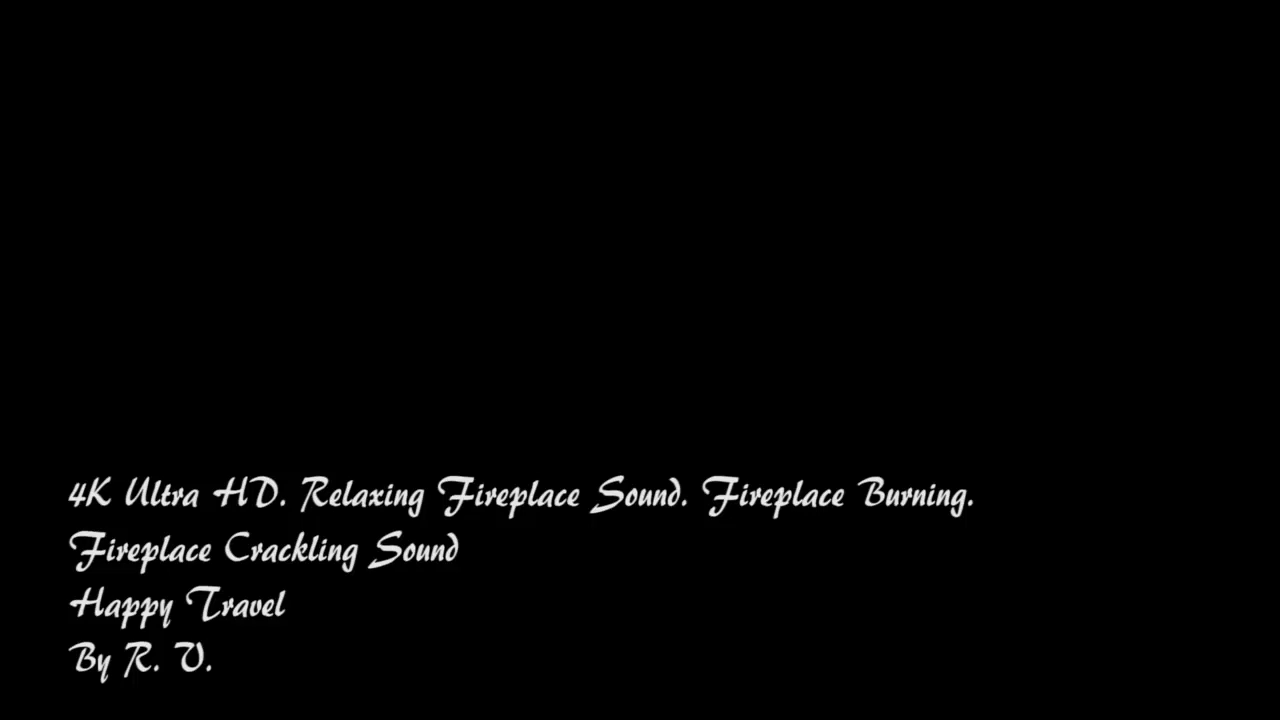 4K Ultra HD. Relaxing Fireplace Sound. Fireplace Burning.
Fireplace Crackling Sound
Happy Travel
By R. V.